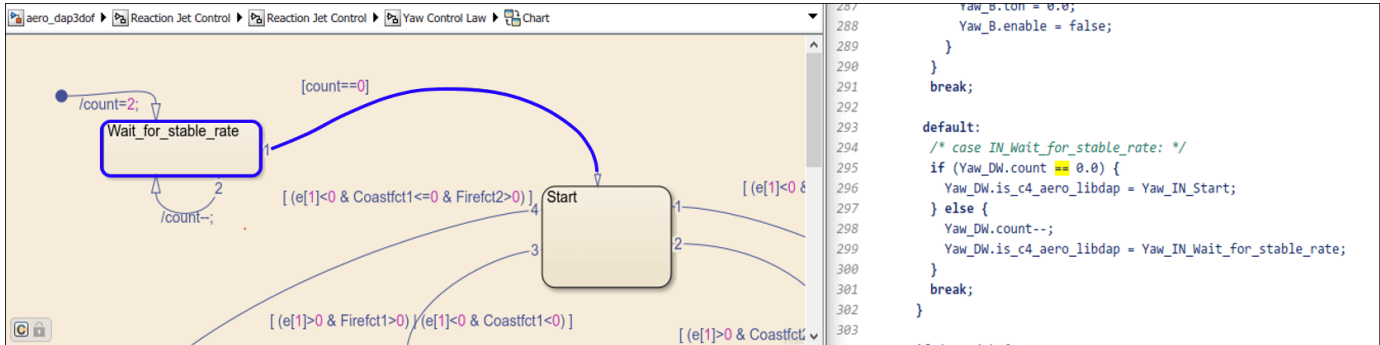 aero_dap3dof Reaction Jet Control Reaction Jet Control Yaw Control Law Chart
[count==0]
/count=2;
Wait_for_stable_rate
1
2
/count--;
[ (e[1]<0 & Coastfct1<=0 & Firefct2>0) ]
[ (e[1]<0 &
Start
4
1
3
2
[ (e[1]>0 & Firefct1>0) | (e[1]<0 & Coastfct1<0) ]
[ (e[1]>0 & Coastfct2
C
287 Yaw_B.ton = 0.0;
288 Yaw_B.enable = false;
289 }
290 }
291 break;
292
293 default:
294 /* case IN_Wait_for_stable_rate: */
295 if (Yaw_DW.count == 0.0) {
296 Yaw_DW.is_c4_aero_libdap = Yaw_IN_Start;
297 } else {
298 Yaw_DW.count--;
299 Yaw_DW.is_c4_aero_libdap = Yaw_IN_Wait_for_stable_rate;
300 }
301 break;
302 }
303